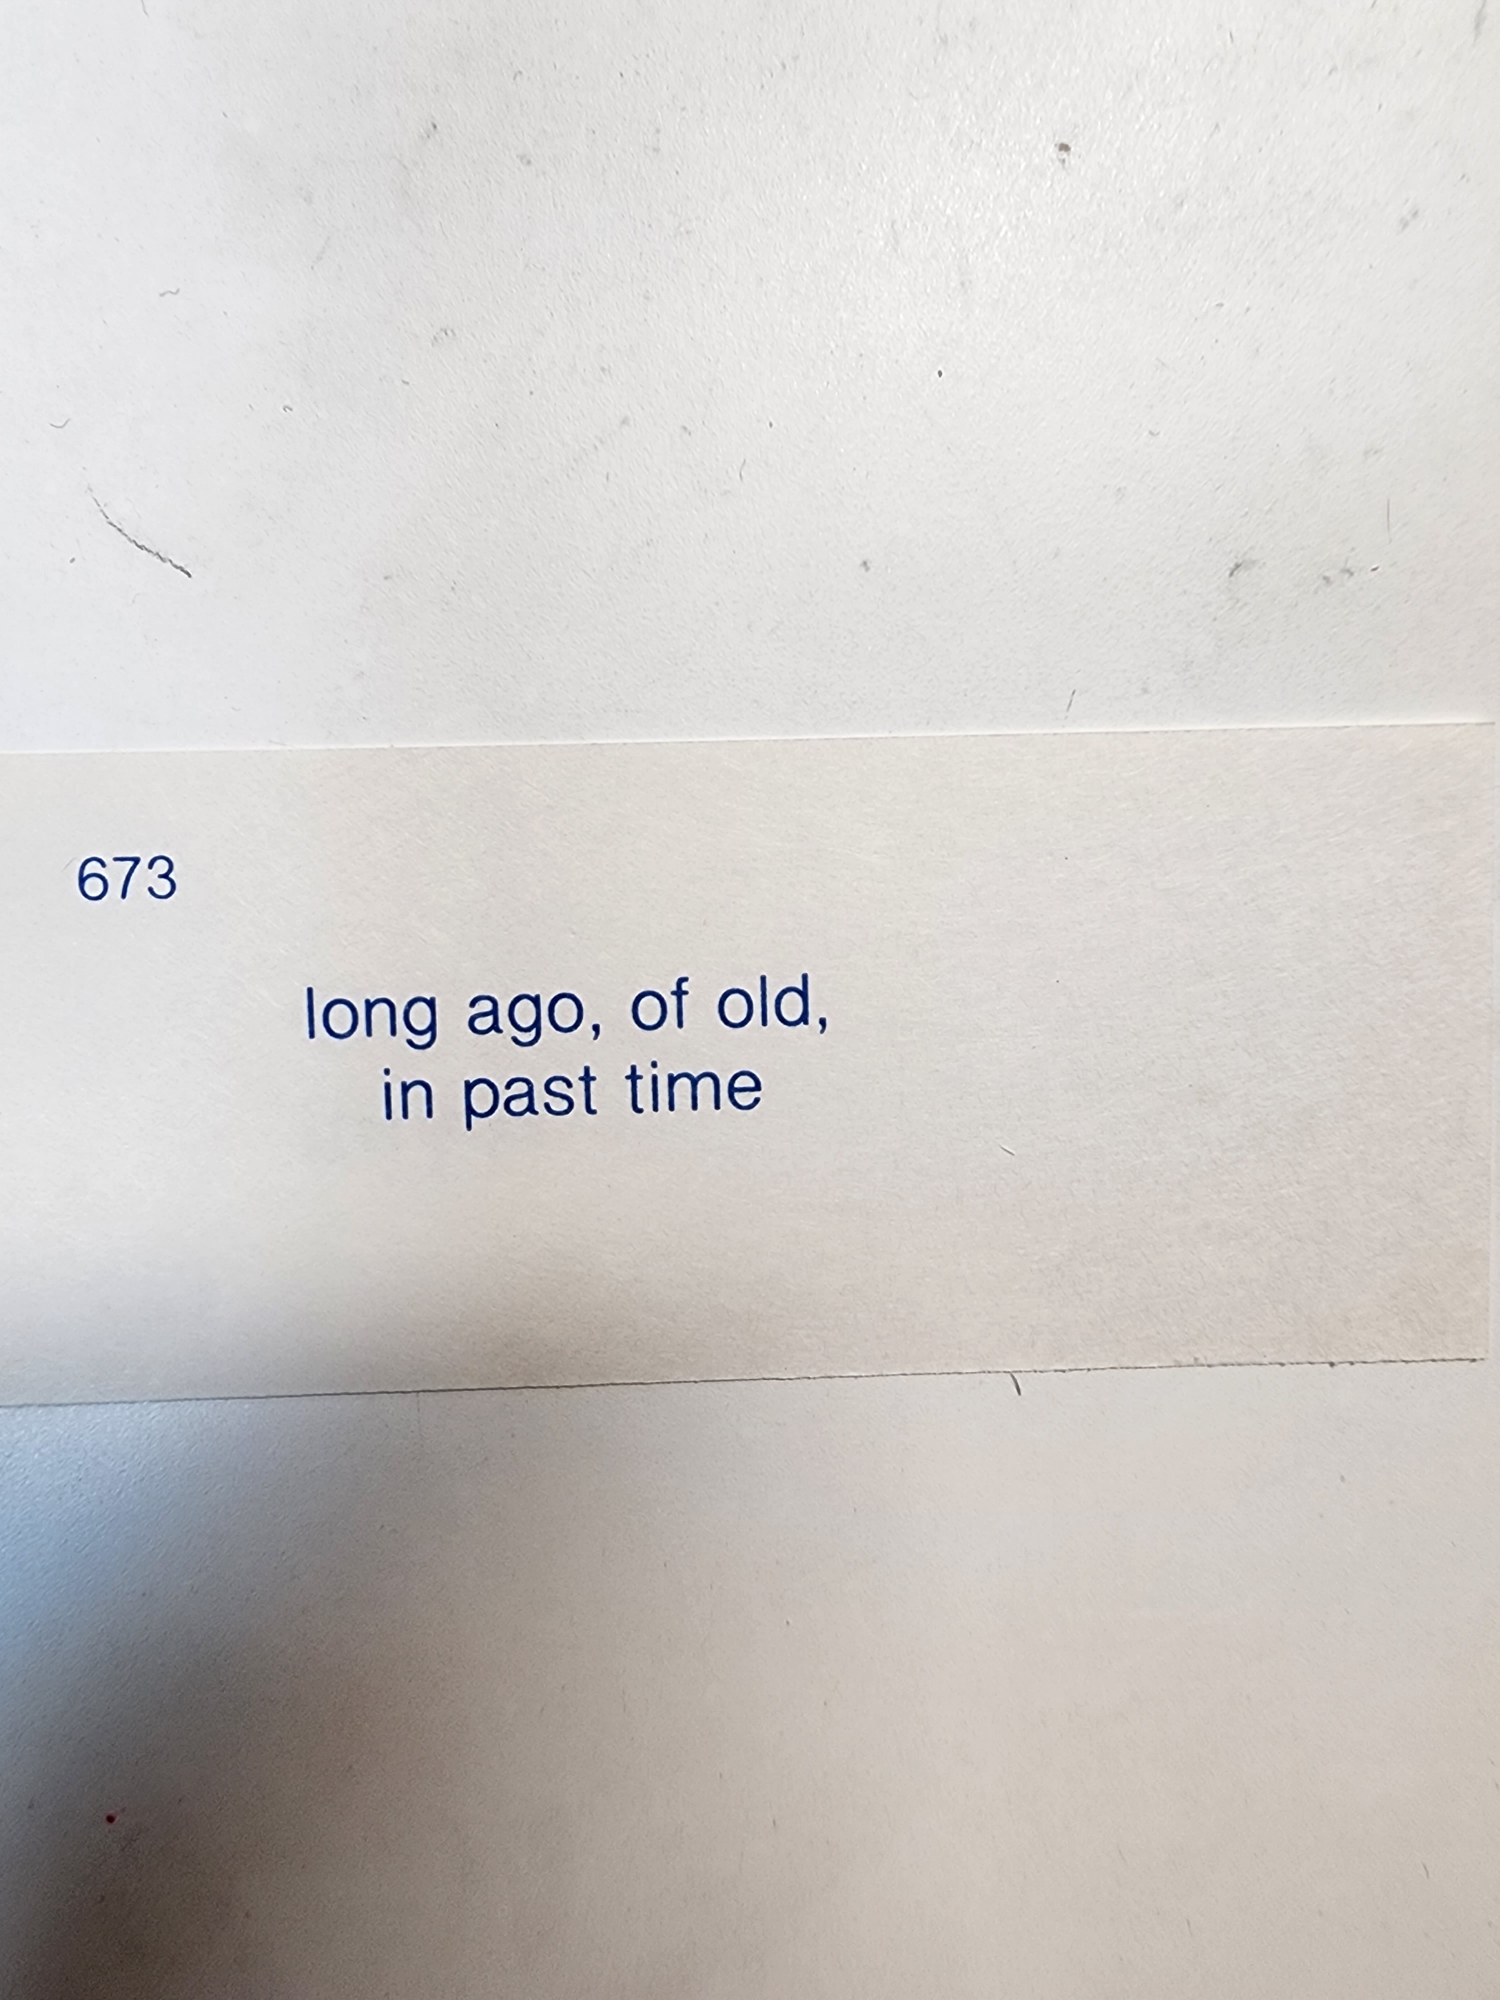 673
long ago, of old,
in past time